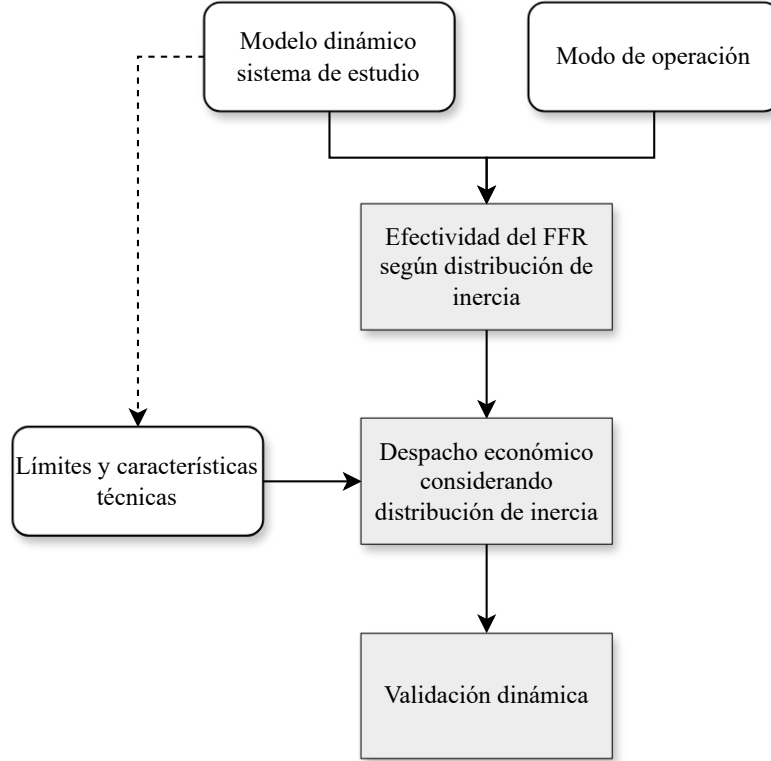 Modelo dinámico
sistema de estudio
Modo de operación
Efectividad del FFR
según distribución de
inercia
Límites y características
técnicas
Despacho económico
considerando
distribución de inercia
Validación dinámica